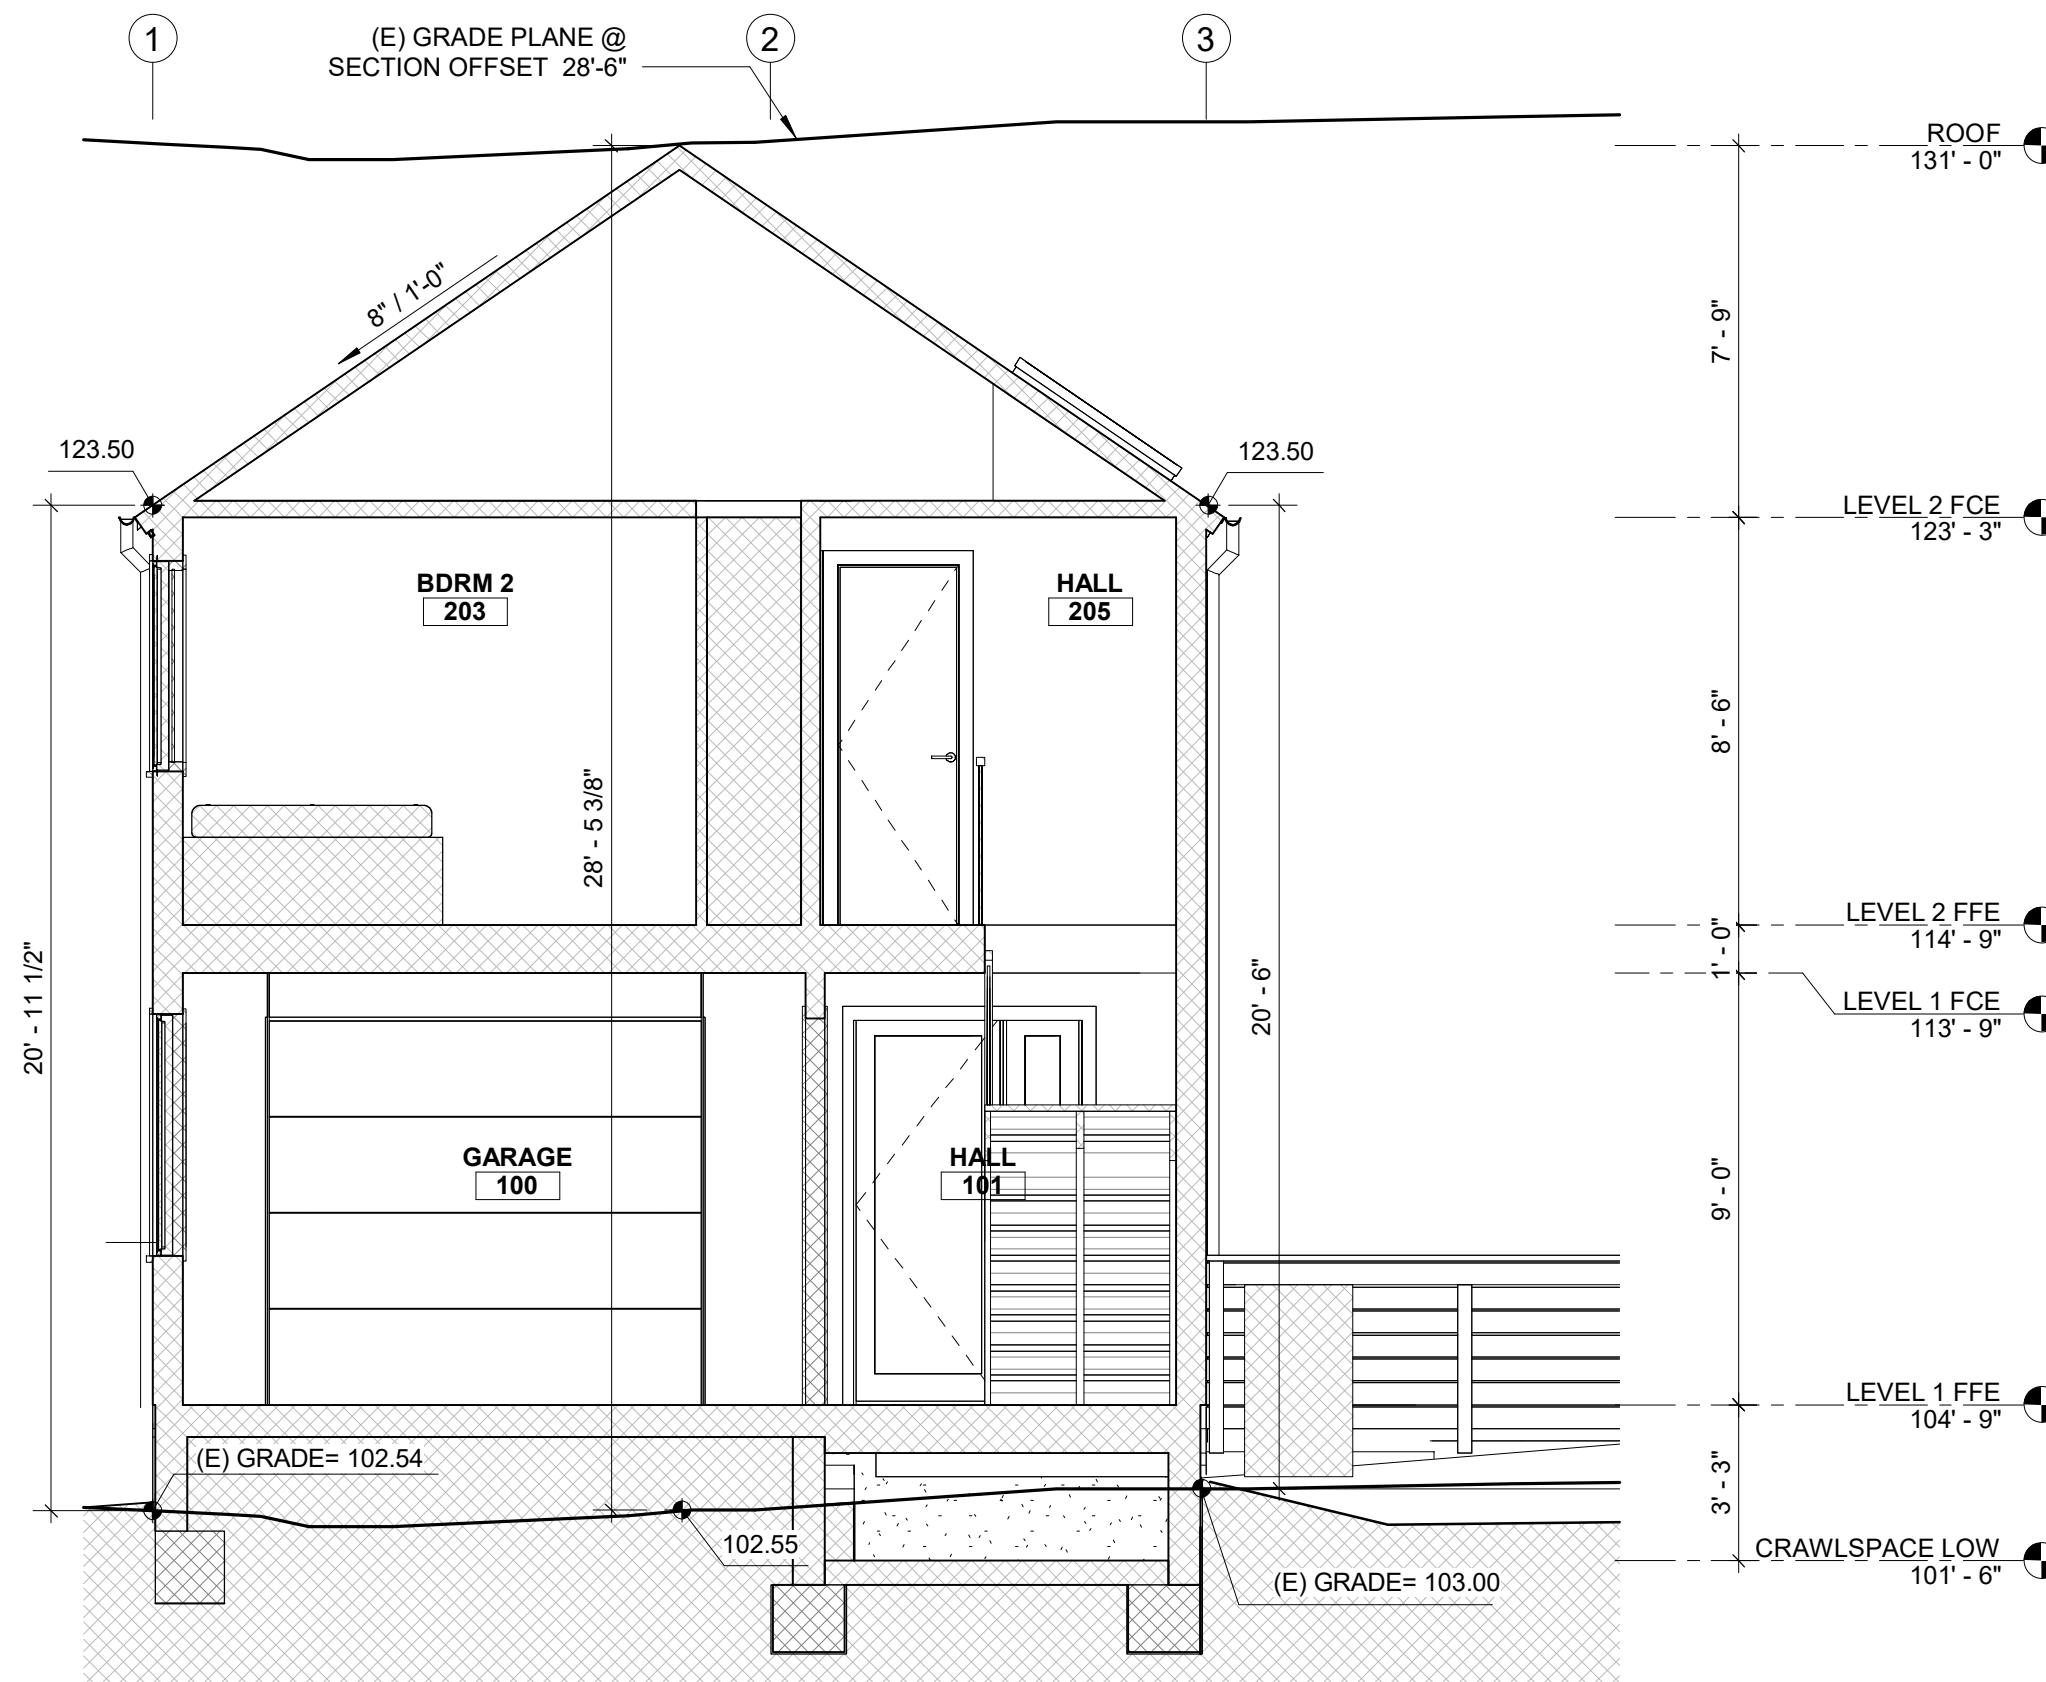 1
(E) GRADE PLANE @
SECTION OFFSET 28'-6"
2
3
ROOF
131' - 0"
8" / 1'-0"
7' - 9"
123.50
123.50
LEVEL 2 FCE
123' - 3"
BDRM 2
203
HALL
205
8' - 6"
28' - 5 3/8"
LEVEL 2 FFE
114' - 9"
1' - 0"
20' - 11 1/2"
20' - 6"
LEVEL 1 FCE
113' - 9"
GARAGE
100
HALL
101
9' - 0"
LEVEL 1 FFE
104' - 9"
(E) GRADE= 102.54
3' - 3"
102.55
CRAWLSPACE LOW
101' - 6"
(E) GRADE= 103.00